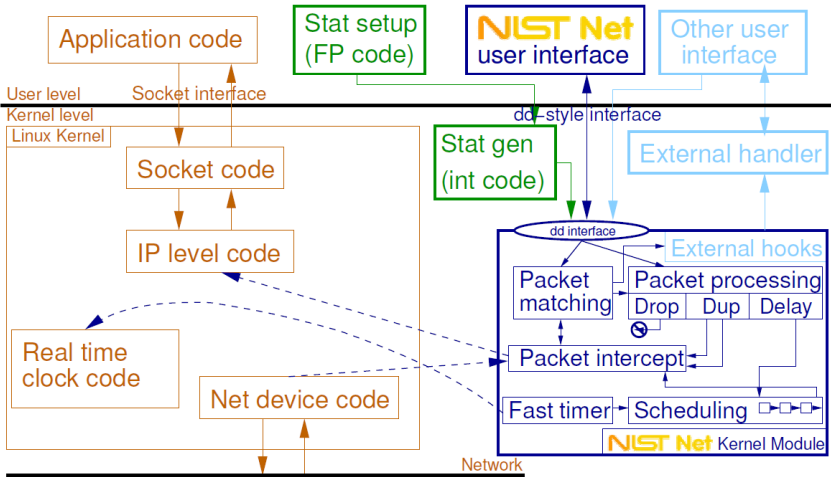 Application code
Stat setup
(FP code)
NIST Net
user interface
Other user
interface
User level
Socket interface
Kernel level
dd-style interface
Linux Kernel
Socket code
Stat gen
(int code)
External handler
IP level code
dd interface
External hooks
Packet
matching
Packet processing
Drop
Dup
Delay
Real time
clock code
Packet intercept
Net device code
Fast timer
Scheduling
NIST Net Kernel Module
Network